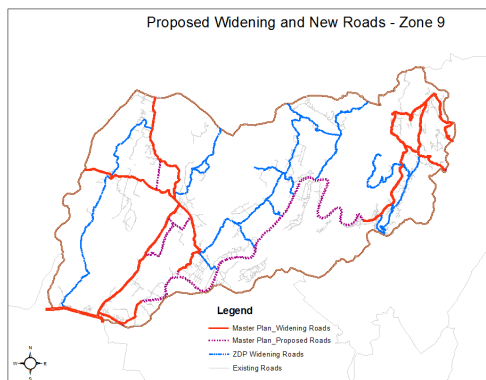 Proposed Widening and New Roads - Zone 9
Legend
Master Plan_Widening Roads
Master Plan_Proposed Roads
ZDP Widening Roads
Existing Roads
N
W
E
S